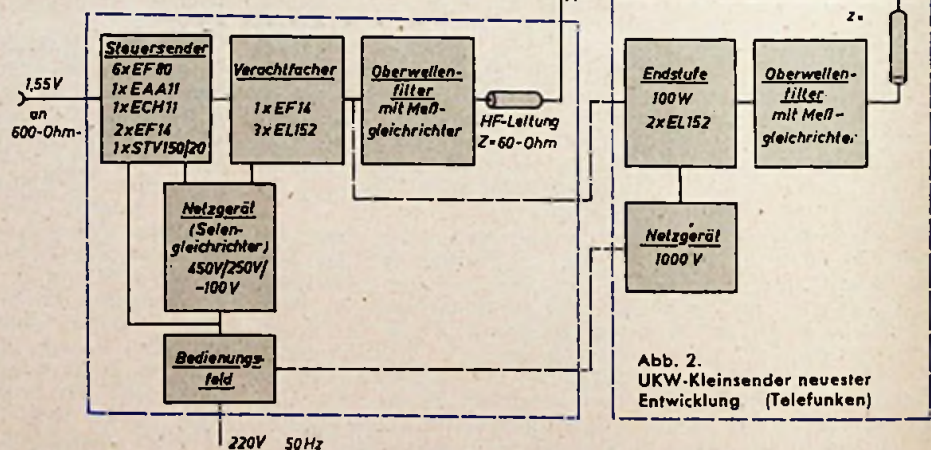 1,55V
an
600-Ohm-
Steuersender
6xEF80
1xEAA11
1xECH11
2xEF14
1xSTV150/20
Verachtfacher
1xEF14
3xEL152
Oberwellen-
filter
mit Meß-
gleichrichter
HF-Leitung
Z=60-Ohm
Netzgerät
(Selen-
gleichrichter)
450V/250V/
-100V
Bedienungs-
feld
220V 50Hz
Endstufe
100W
2xEL152
Oberwellen-
filter
mit Meß-
gleichrichter
Z=
Netzgerät
1000 V
Abb. 2.
UKW-Kleinsender neuester
Entwicklung (Telefunken)